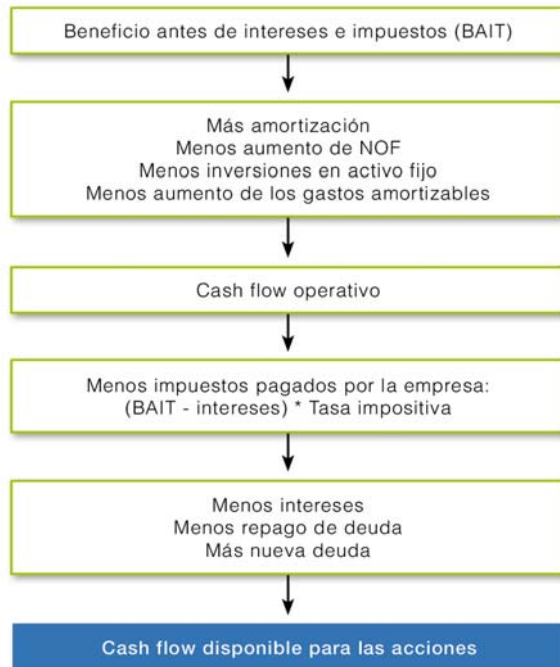 Beneficio antes de intereses e impuestos (BAIT)
Más amortización
Menos aumento de NOF
Menos inversiones en activo fijo
Menos aumento de los gastos amortizables
Cash flow operativo
Menos impuestos pagados por la empresa:
(BAIT - intereses) * Tasa impositiva
Menos intereses
Menos repago de deuda
Más nueva deuda
Cash flow disponible para las acciones